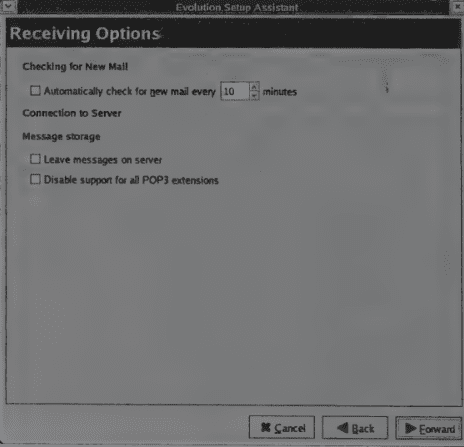 Evolution Setup Assistant
Receiving Options
Checking for New Mail
Automatically check for new mail every 10 minutes
Connection to Server
Message storage
Leave messages on server
Disable support for all POP3 extensions
Cancel Back Forward